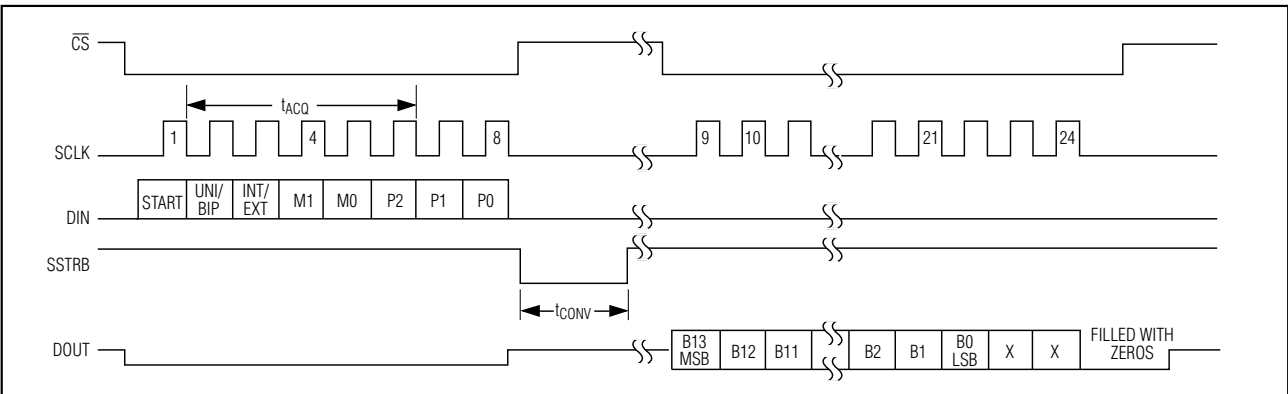 CS
tACQ
1 4 8 9 10 21 24
SCLK
START UNI/ INT/ M1 M0 P2 P1 P0
BIP EXT
DIN
SSTRB
tCONV
DOUT
B13 B12 B11 B2 B1 B0 X X FILLED WITH
MSB LSB ZEROS